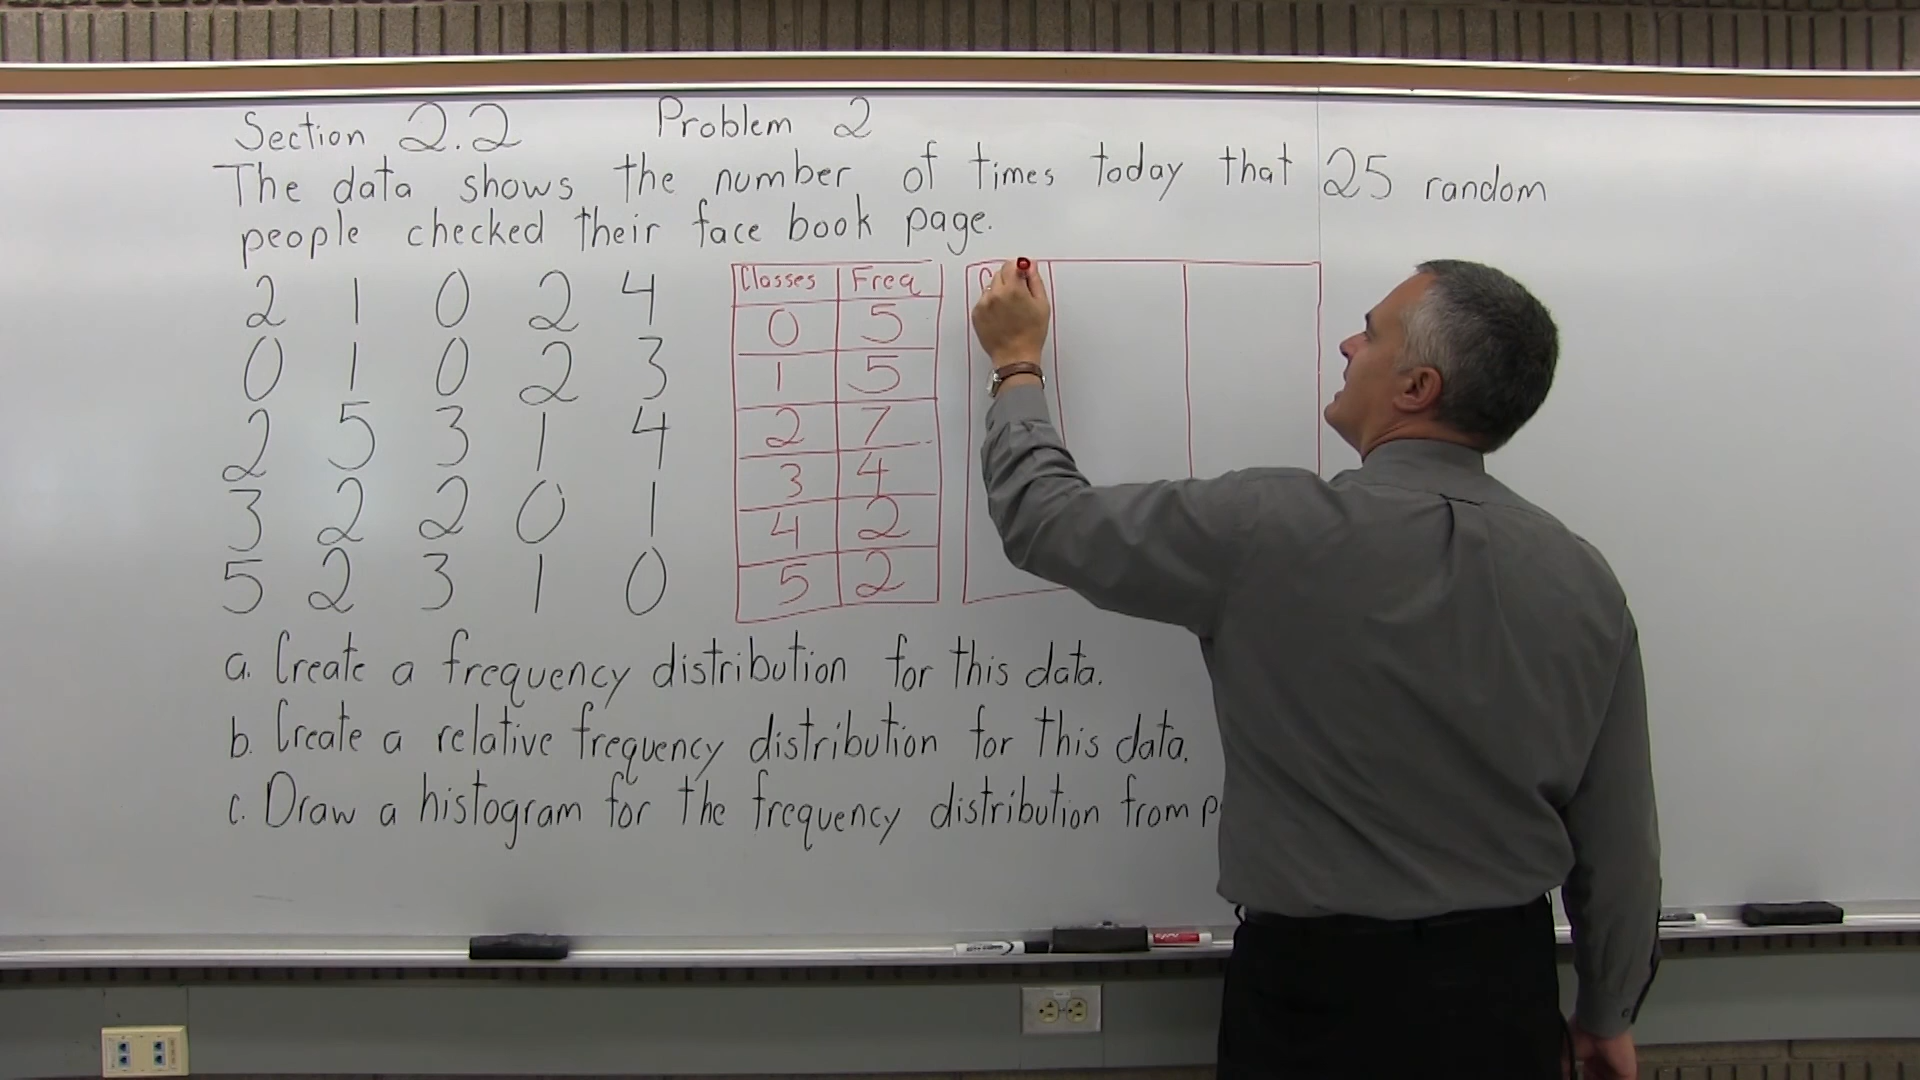 Section 2.2 Problem 2
The data shows the number of times today that 25 random
people checked their face book page.
2 1 0 2 4
0 1 0 2 3
2 5 3 1 4
3 2 2 0 1
5 2 3 1 0
Classes Freq
0 5
1 5
2 7
3 4
4 2
5 2
a. Create a frequency distribution for this data.
b. Create a relative frequency distribution for this data.
c. Draw a histogram for the frequency distribution from